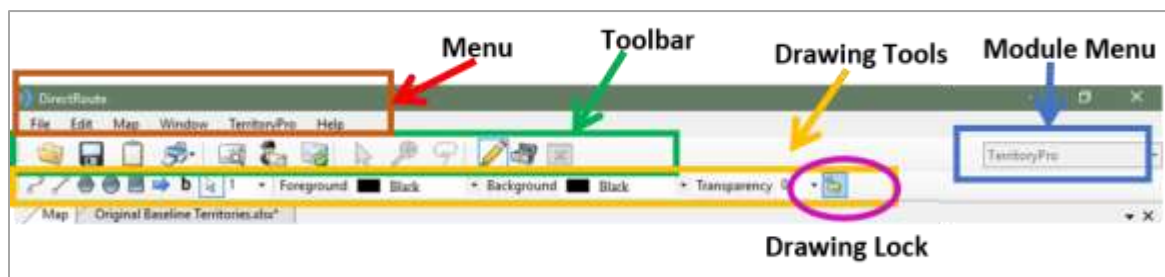 Menu
Toolbar
Drawing Tools
Module Menu
DirectRoute
File Edit Map Window TerritoryPro Help
TerritoryPro
b 1 Foreground Black Background Black Transparency 0
Map Original Baseline Territories.alsx*
Drawing Lock